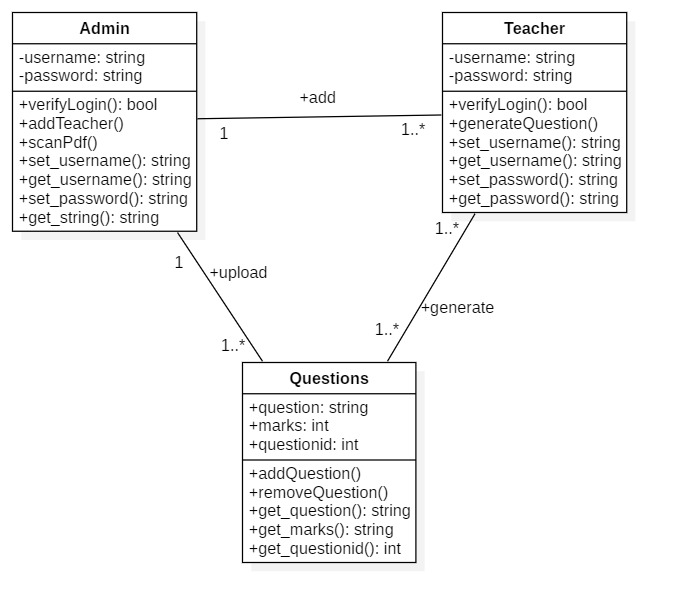 Admin
-username: string
-password: string
+verifyLogin(): bool
+addTeacher()
+scanPdf()
+set_username(): string
+get_username(): string
+set_password(): string
+get_string(): string
+add
1
1..*
Teacher
-username: string
-password: string
+verifyLogin(): bool
+generateQuestion()
+set_username(): string
+get_username(): string
+set_password(): string
+get_password(): string
1
+upload
1..*
1..*
+generate
1..*
Questions
+question: string
+marks: int
+questionid: int
+addQuestion()
+removeQuestion()
+get_question(): string
+get_marks(): string
+get_questionid(): int